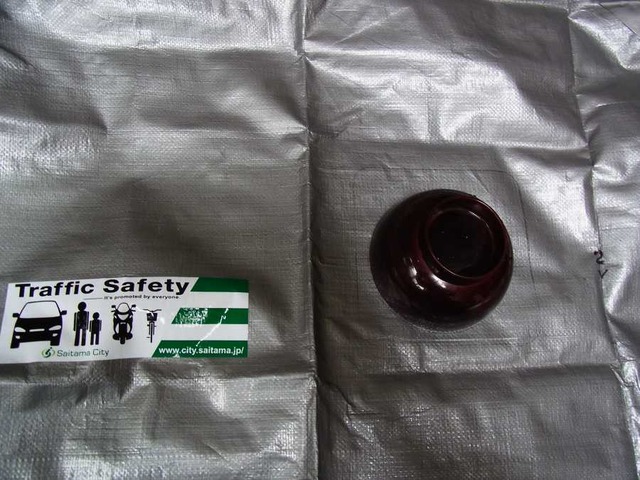 Traffic Safety
it's promoted by everyone
Saitama City
www.city.saitama.jp/